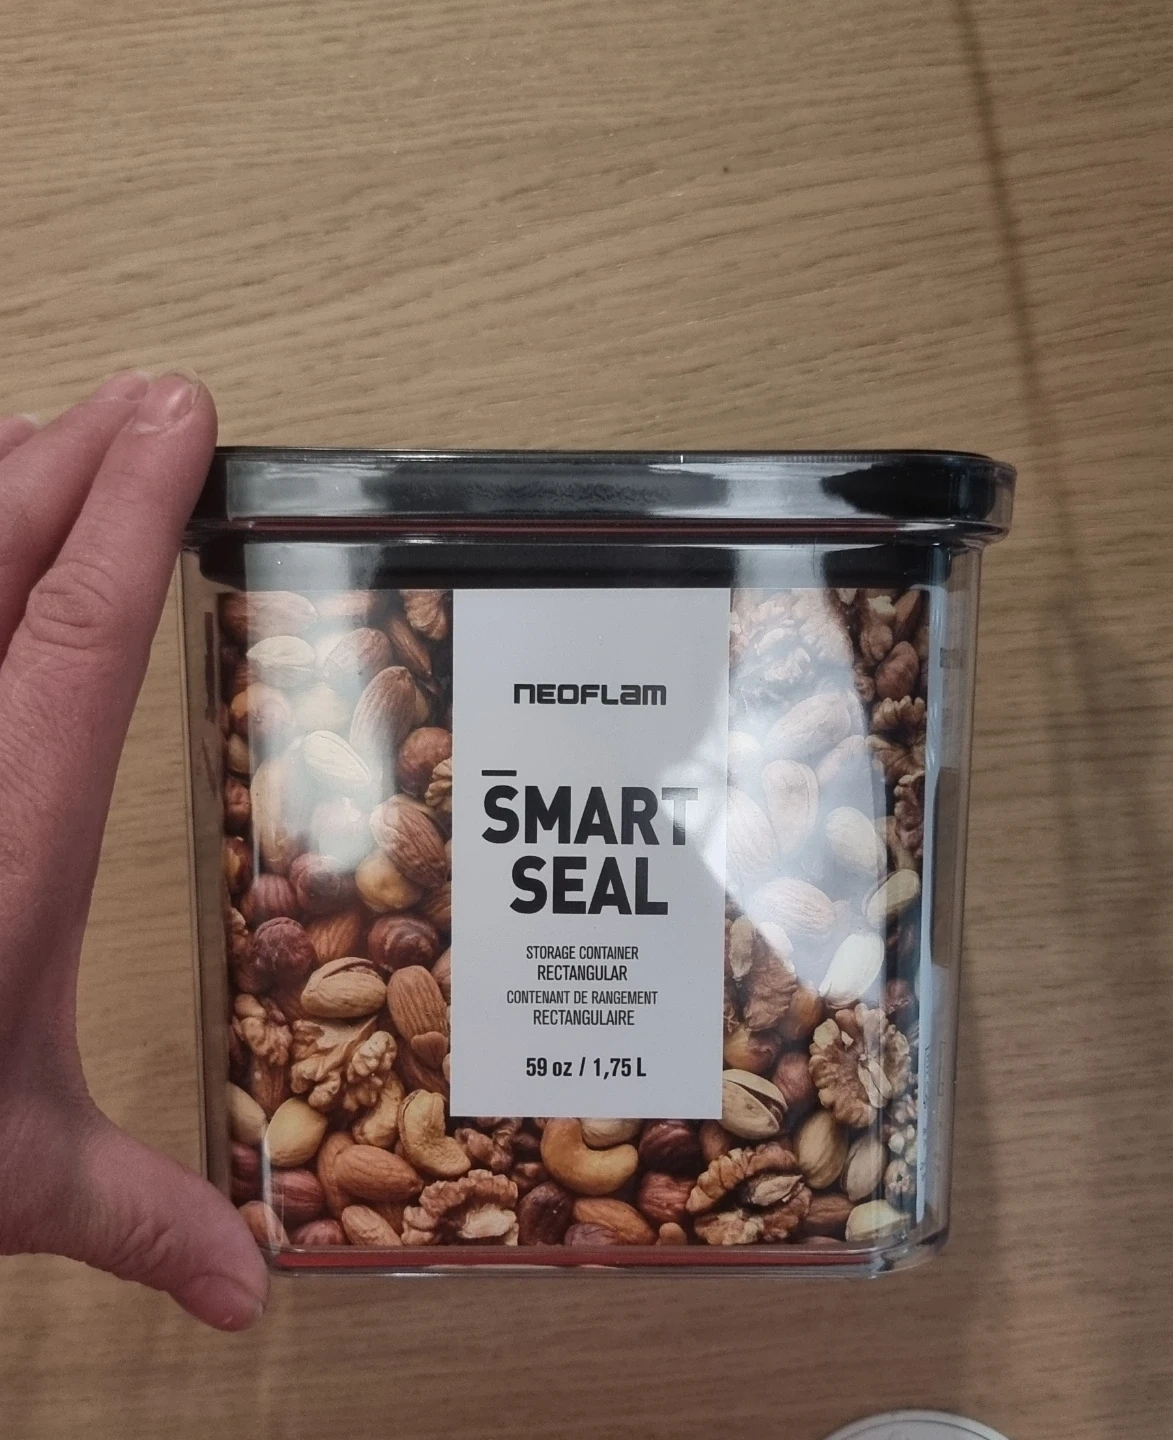 NEOFLAM
SMART
SEAL
STORAGE CONTAINER
RECTANGULAR
CONTENANT DE RANGEMENT
RECTANGULAIRE
59 oz / 1,75 L